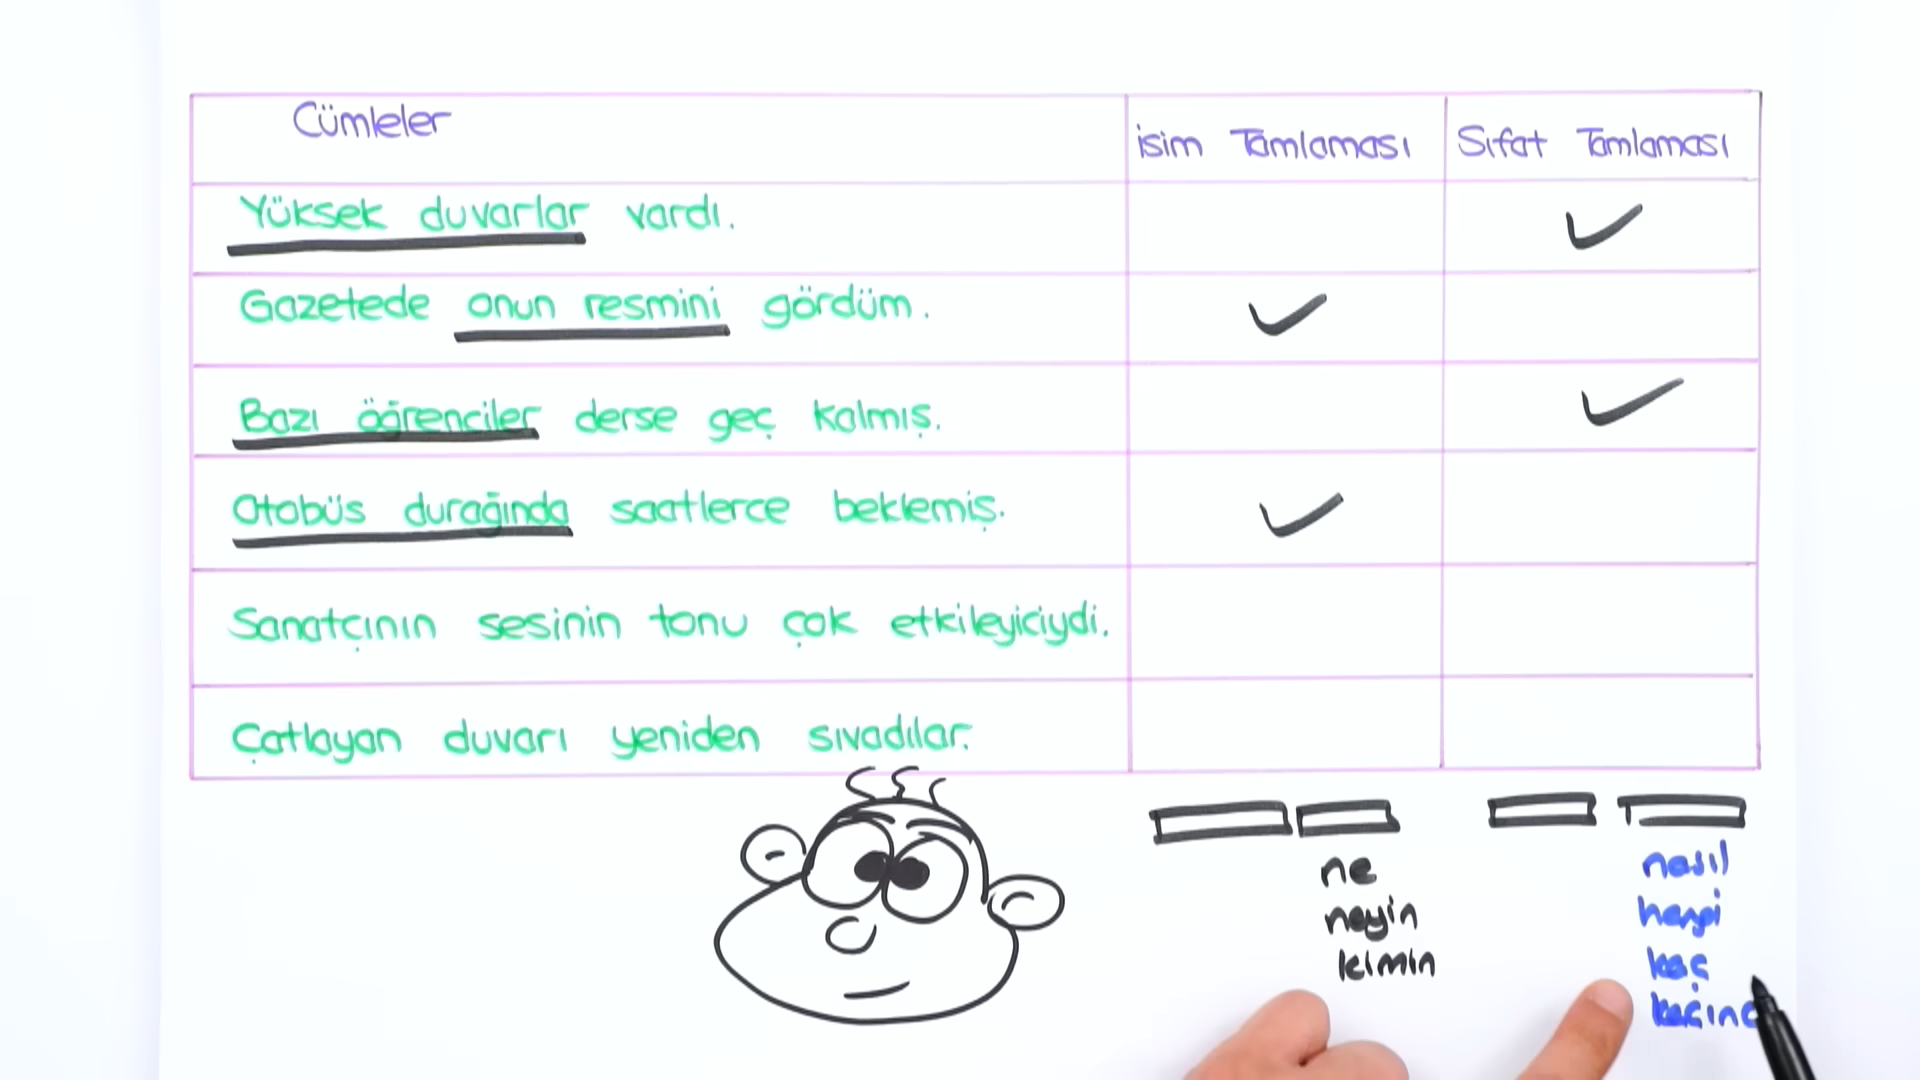 Cümleler
İsim Tamlaması
Sıfat Tamlaması
Yüksek duvarlar vardı.
Gazetede onun resmini gördüm.
Bazı öğrenciler derse geç kalmış.
Otobüs durağında saatlerce beklemiş.
Sanatçının sesinin tonu çok etkileyiciydi.
Çatlayan duvarı yeniden sıvadılar.
ne
neyin
kimin
nasıl
hangi
kaç